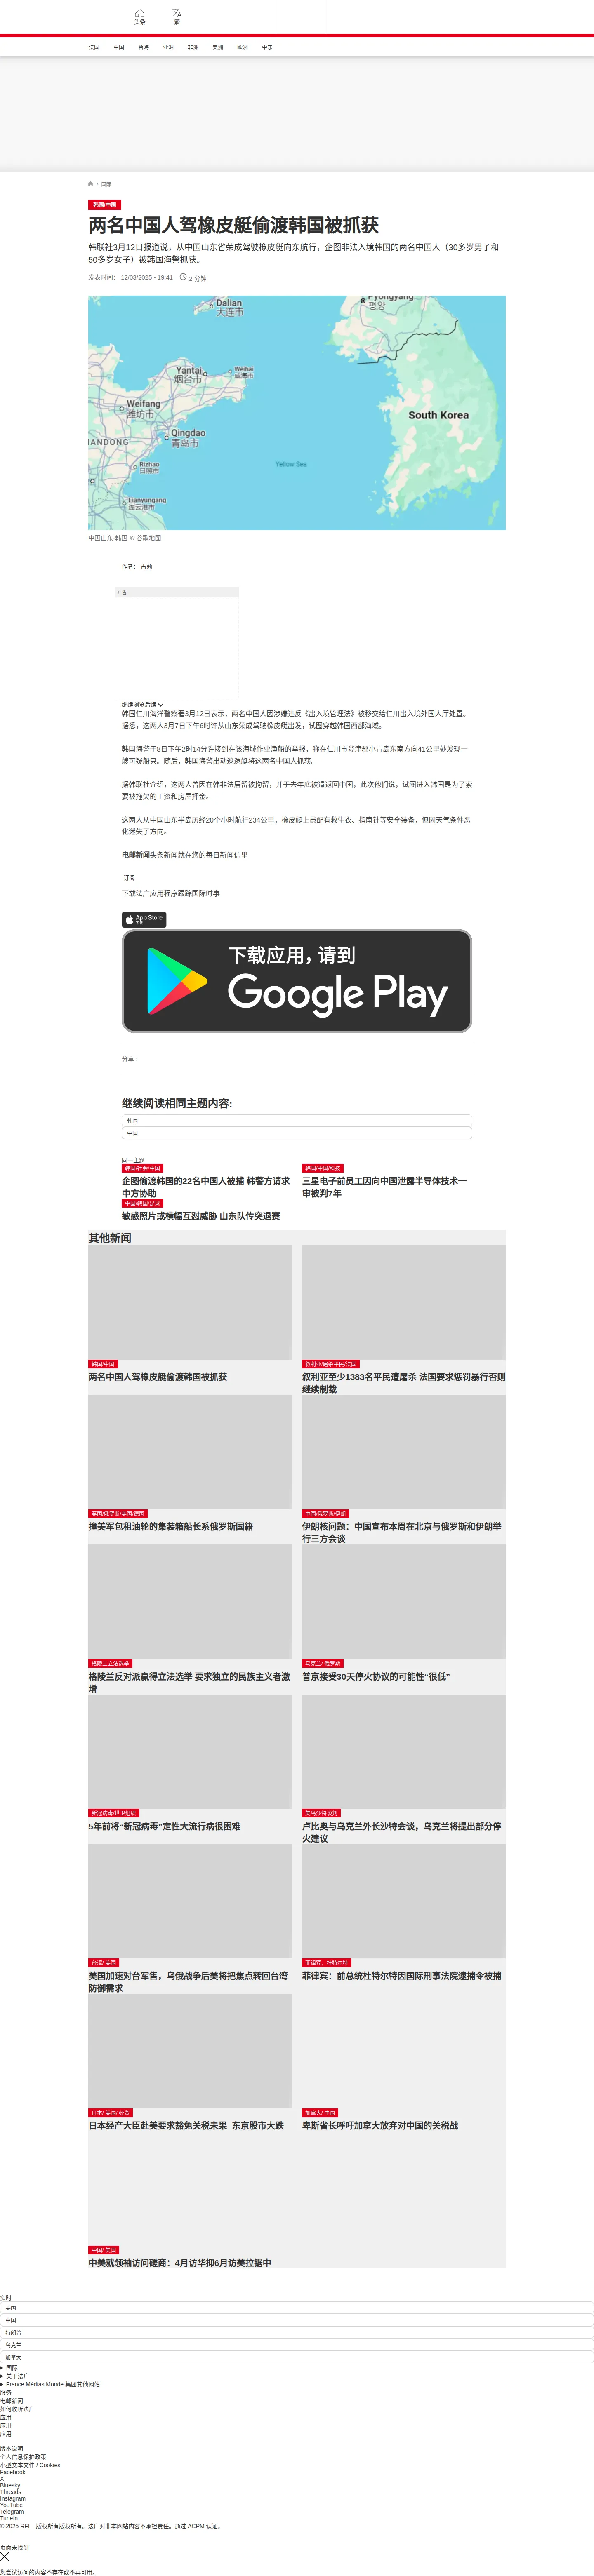 头条
繁
法国
中国
台海
亚洲
非洲
美洲
欧洲
中东
/ 国际
韩国/中国
两名中国人驾橡皮艇偷渡韩国被抓获
韩联社3月12日报道说，从中国山东省荣成驾驶橡皮艇向东航行，企图非法入境韩国的两名中国人（30多岁男子和
50多岁女子）被韩国海警抓获。
发表时间： 12/03/2025 - 19:41
2 分钟
Dalian
大连市
Pyongyang
평양
Yantai
烟台市
Weihai
威海市
Weifang
潍坊市
South Korea
Qingdao
青岛市
ANDONG
Rizhao
日照市
Yellow Sea
Lianyungang
连云港市
中国山东-韩国 © 谷歌地图
作者： 古莉
广告
继续浏览后续
韩国仁川海洋警察署3月12日表示，两名中国人因涉嫌违反《出入境管理法》被移交给仁川出入境外国人厅处置。
据悉，这两人3月7日下午6时许从山东荣成驾驶橡皮艇出发，试图穿越韩国西部海域。
韩国海警于8日下午2时14分许接到在该海域作业渔船的举报，称在仁川市瓮津郡小青岛东南方向41公里处发现一
艘可疑船只。随后，韩国海警出动巡逻艇将这两名中国人抓获。
据韩联社介绍，这两人曾因在韩非法居留被拘留，并于去年底被遣返回中国，此次他们说，试图进入韩国是为了索
要被拖欠的工资和房屋押金。
这两人从中国山东半岛历经20个小时航行234公里，橡皮艇上虽配有救生衣、指南针等安全装备，但因天气条件恶
化迷失了方向。
电邮新闻头条新闻就在您的每日新闻信里
订阅
下载法广应用程序跟踪国际时事
App Store
下载
下载应用，请到
Google Play
分享 :
继续阅读相同主题内容:
韩国
中国
同一主题
韩国/社会/中国
企图偷渡韩国的22名中国人被捕 韩警方请求
中方协助
韩国/中国/科技
三星电子前员工因向中国泄露半导体技术一
审被判7年
中国/韩国/足球
敏感照片或横幅互怼威胁 山东队传突退赛
其他新闻
韩国/中国
两名中国人驾橡皮艇偷渡韩国被抓获
叙利亚/屠杀平民/法国
叙利亚至少1383名平民遭屠杀 法国要求惩罚暴行否则
继续制裁
英国/俄罗斯/美国/德国
撞美军包租油轮的集装箱船长系俄罗斯国籍
中国/俄罗斯/伊朗
伊朗核问题：中国宣布本周在北京与俄罗斯和伊朗举
行三方会谈
格陵兰立法选举
格陵兰反对派赢得立法选举 要求独立的民族主义者激
增
乌克兰/ 俄罗斯
普京接受30天停火协议的可能性“很低”
新冠病毒/世卫组织
5年前将“新冠病毒”定性大流行病很困难
美乌沙特谈判
卢比奥与乌克兰外长沙特会谈，乌克兰将提出部分停
火建议
台湾/ 美国
美国加速对台军售，乌俄战争后美将把焦点转回台湾
防御需求
菲律宾，杜特尔特
菲律宾：前总统杜特尔特因国际刑事法院逮捕令被捕
日本/ 美国/ 经贸
日本经产大臣赴美要求豁免关税未果 东京股市大跌
加拿大/ 中国
卑斯省长呼吁加拿大放弃对中国的关税战
中国/ 美国
中美就领袖访问磋商：4月访华抑6月访美拉锯中
实时
美国
中国
特朗普
乌克兰
加拿大
国际
关于法广
France Médias Monde 集团其他网站
服务
电邮新闻
如何收听法广
应用
应用
应用
版本说明
个人信息保护政策
小型文本文件 / Cookies
Facebook
X
Bluesky
Threads
Instagram
YouTube
Telegram
TuneIn
© 2025 RFI – 版权所有版权所有。法广对非本网站内容不承担责任。通过 ACPM 认证。
页面未找到
您尝试访问的内容不存在或不再可用。